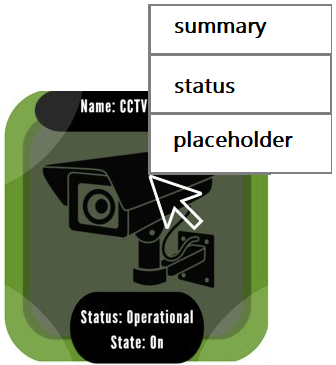 summary
status
placeholder
Name: CCTV
Status: Operational
State: On